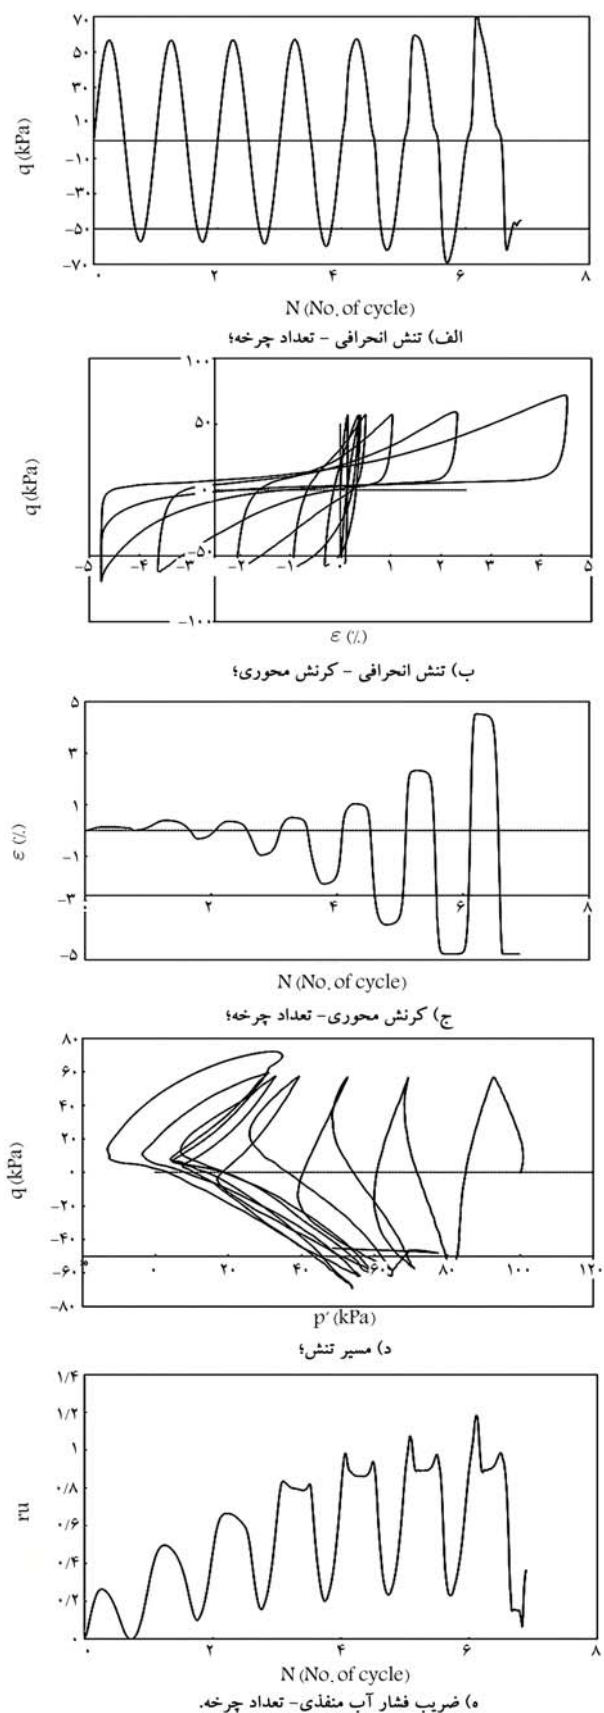 ۷۰
۵۰
۳۰
۱۰
-۱۰
-۳۰
-۵۰
-۷۰
q (kPa)
۰ ۲ ۴ ۶ ۸
N (No. of cycle)
الف) تنش انحرافی - تعداد چرخه؛
۱۰۰
۵۰
۰
-۵۰
-۱۰۰
q (kPa)
-۵ -۴ -۳ -۲ -۱ ۰ ۱ ۲ ۳ ۴ ۵
ε (٪)
ب) تنش انحرافی - کرنش محوری؛
۵
۳
۱
-۱
-۳
-۵
ε (٪)
۰ ۲ ۴ ۶ ۸
N (No. of cycle)
ج) کرنش محوری- تعداد چرخه؛
۸۰
۶۰
۴۰
۲۰
۰
-۲۰
-۴۰
-۶۰
-۸۰
q (kPa)
۰ ۲۰ ۴۰ ۶۰ ۸۰ ۱۰۰ ۱۲۰
p′ (kPa)
د) مسیر تنش؛
۱/۴
۱/۲
۱
۰/۸
۰/۶
۰/۴
۰/۲
۰
ru
۰ ۲ ۴ ۶ ۸
N (No. of cycle)
ه) ضریب فشار آب منفذی- تعداد چرخه.